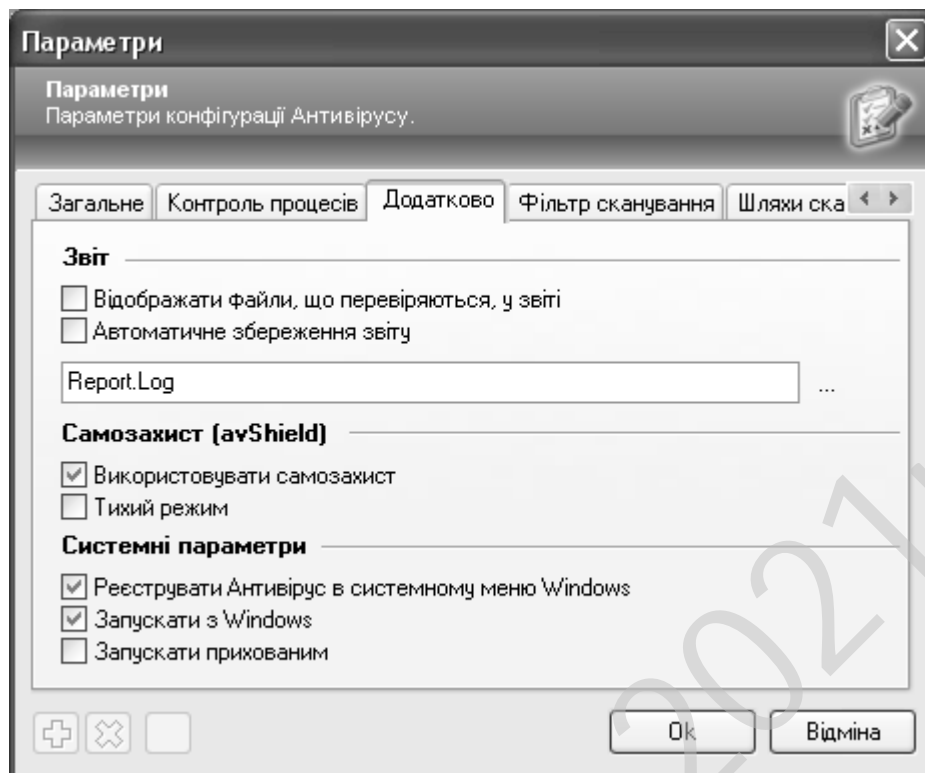 Параметри
Параметри
Параметри конфігурації Антивірусу.
Загальне Контроль процесів Додатково Фільтр сканування Шляхи ска
Звіт
Відображати файли, що перевіряються, у звіті
Автоматичне збереження звіту
Report.Log ...
Самозахист (avShield)
Використовувати самозахист
Тихий режим
Системні параметри
Реєструвати Антивірус в системному меню Windows
Запускати з Windows
Запускати прихованим
Ok Відміна
2021